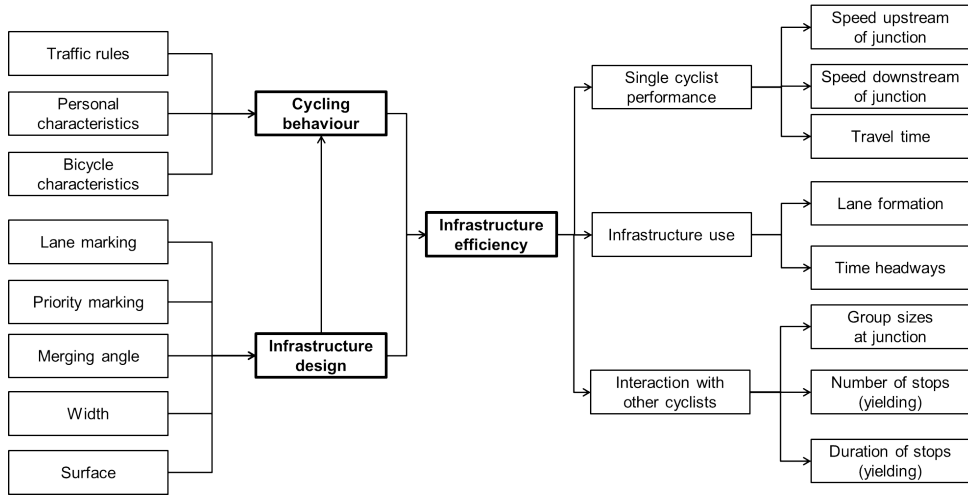 Traffic rules
Personal
characteristics
Bicycle
characteristics
Lane marking
Priority marking
Merging angle
Width
Surface
Cycling
behaviour
Infrastructure
design
Infrastructure
efficiency
Single cyclist
performance
Infrastructure use
Interaction with
other cyclists
Speed upstream
of junction
Speed downstream
of junction
Travel time
Lane formation
Time headways
Group sizes
at junction
Number of stops
(yielding)
Duration of stops
(yielding)